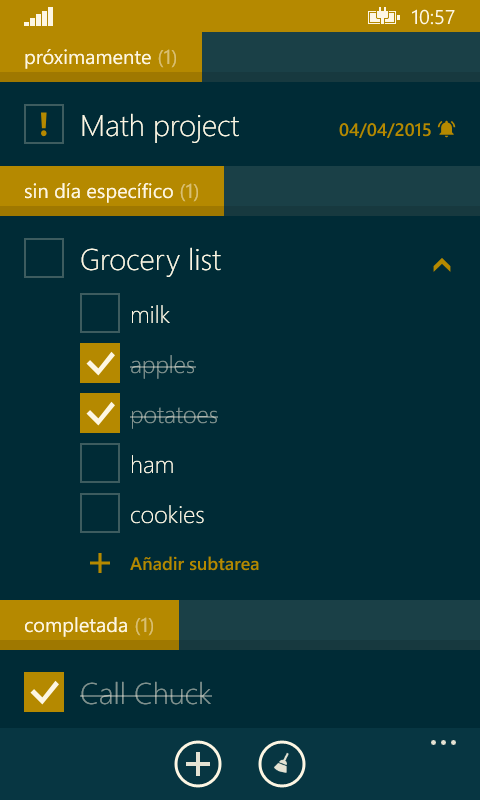 10:57
próximamente (1)
! Math project 04/04/2015
sin día específico (1)
Grocery list
milk
apples
potatoes
ham
cookies
Añadir subtarea
completada (1)
Call Chuck